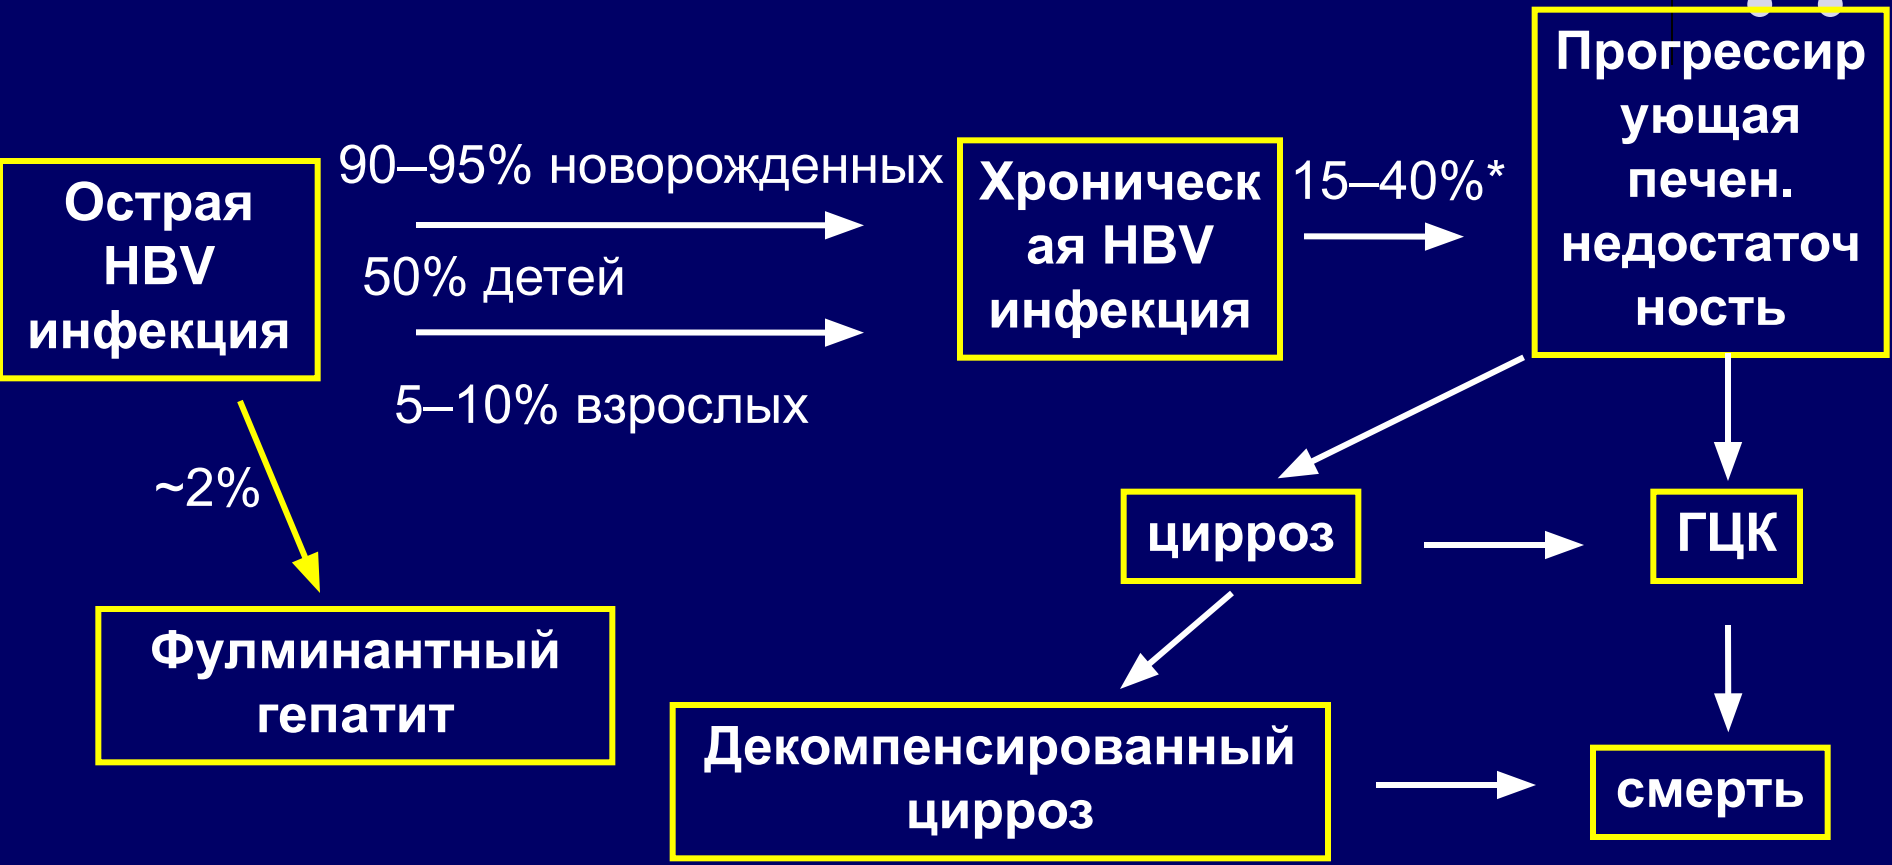 Острая
HBV
инфекция
90–95% новорожденных
50% детей
5–10% взрослых
~2%
Фулминантный
гепатит
Хроническ
ая HBV
инфекция
15–40%*
Прогрессир
ующая
печен.
недостаточ
ность
цирроз
ГЦК
Декомпенсированный
цирроз
смерть